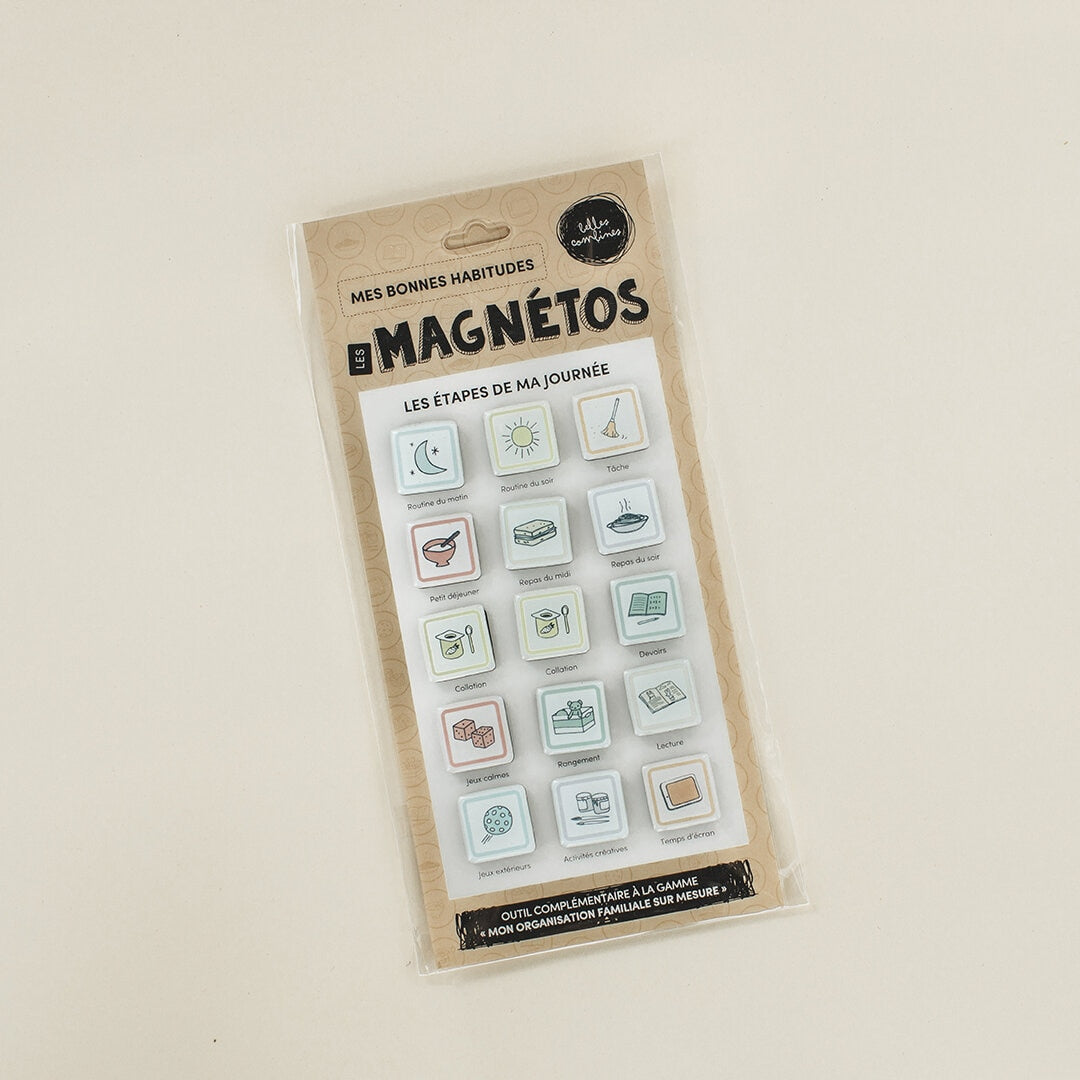 belles
combines
MES BONNES HABITUDES
LES MAGNÉTOS
LES ÉTAPES DE MA JOURNÉE
Routine du matin
Routine du soir
Tâche
Petit déjeuner
Repas du midi
Repas du soir
Collation
Collation
Devoirs
Jeux calmes
Rangement
Lecture
Jeux extérieurs
Activités créatives
Temps d'écran
OUTIL COMPLÉMENTAIRE À LA GAMME
« MON ORGANISATION FAMILIALE SUR MESURE »